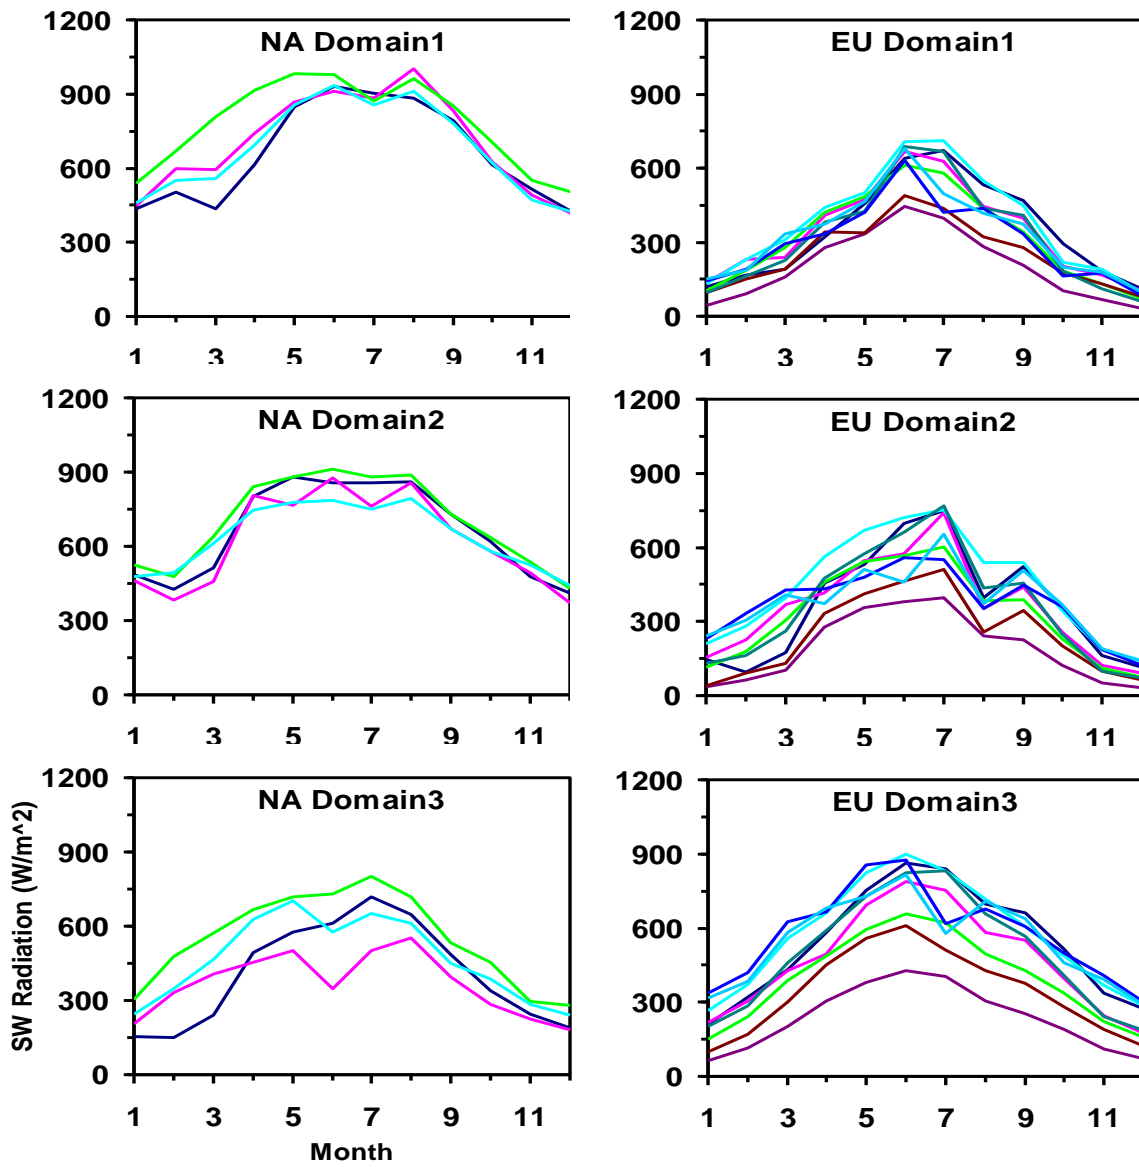 NA Domain1
1200
900
600
300
0
1 3 5 7 9 11
EU Domain1
1200
900
600
300
0
1 3 5 7 9 11
NA Domain2
1200
900
600
300
0
1 3 5 7 9 11
EU Domain2
1200
900
600
300
0
1 3 5 7 9 11
NA Domain3
1200
900
600
300
0
1 3 5 7 9 11
SW Radiation (W/m^2)
Month
EU Domain3
1200
900
600
300
0
1 3 5 7 9 11